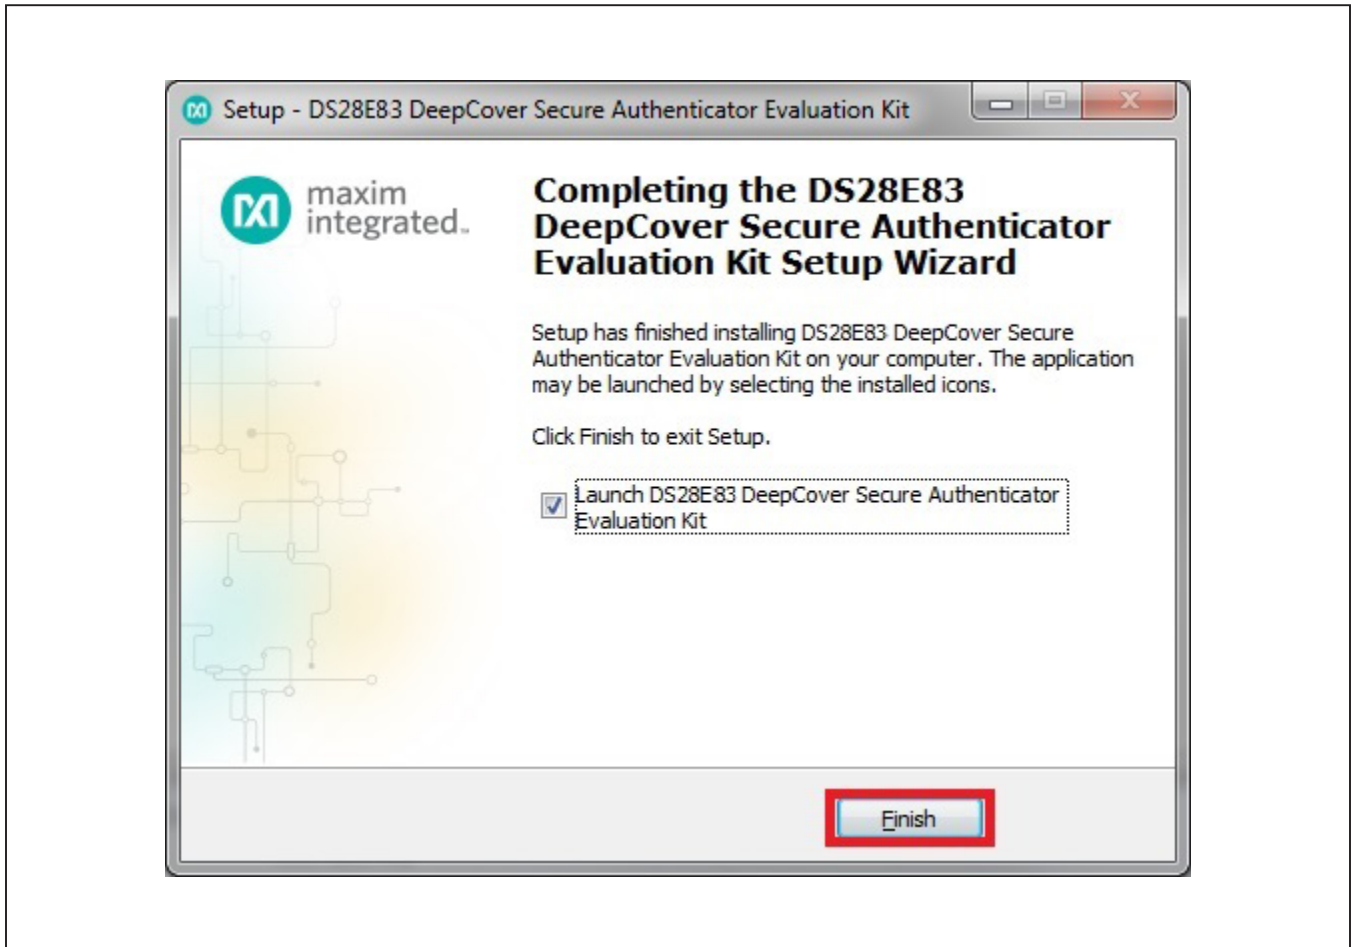 Setup - DS28E83 DeepCover Secure Authenticator Evaluation Kit
maxim
integrated™
Completing the DS28E83
DeepCover Secure Authenticator
Evaluation Kit Setup Wizard
Setup has finished installing DS28E83 DeepCover Secure
Authenticator Evaluation Kit on your computer. The application
may be launched by selecting the installed icons.
Click Finish to exit Setup.
Launch DS28E83 DeepCover Secure Authenticator
Evaluation Kit
Finish